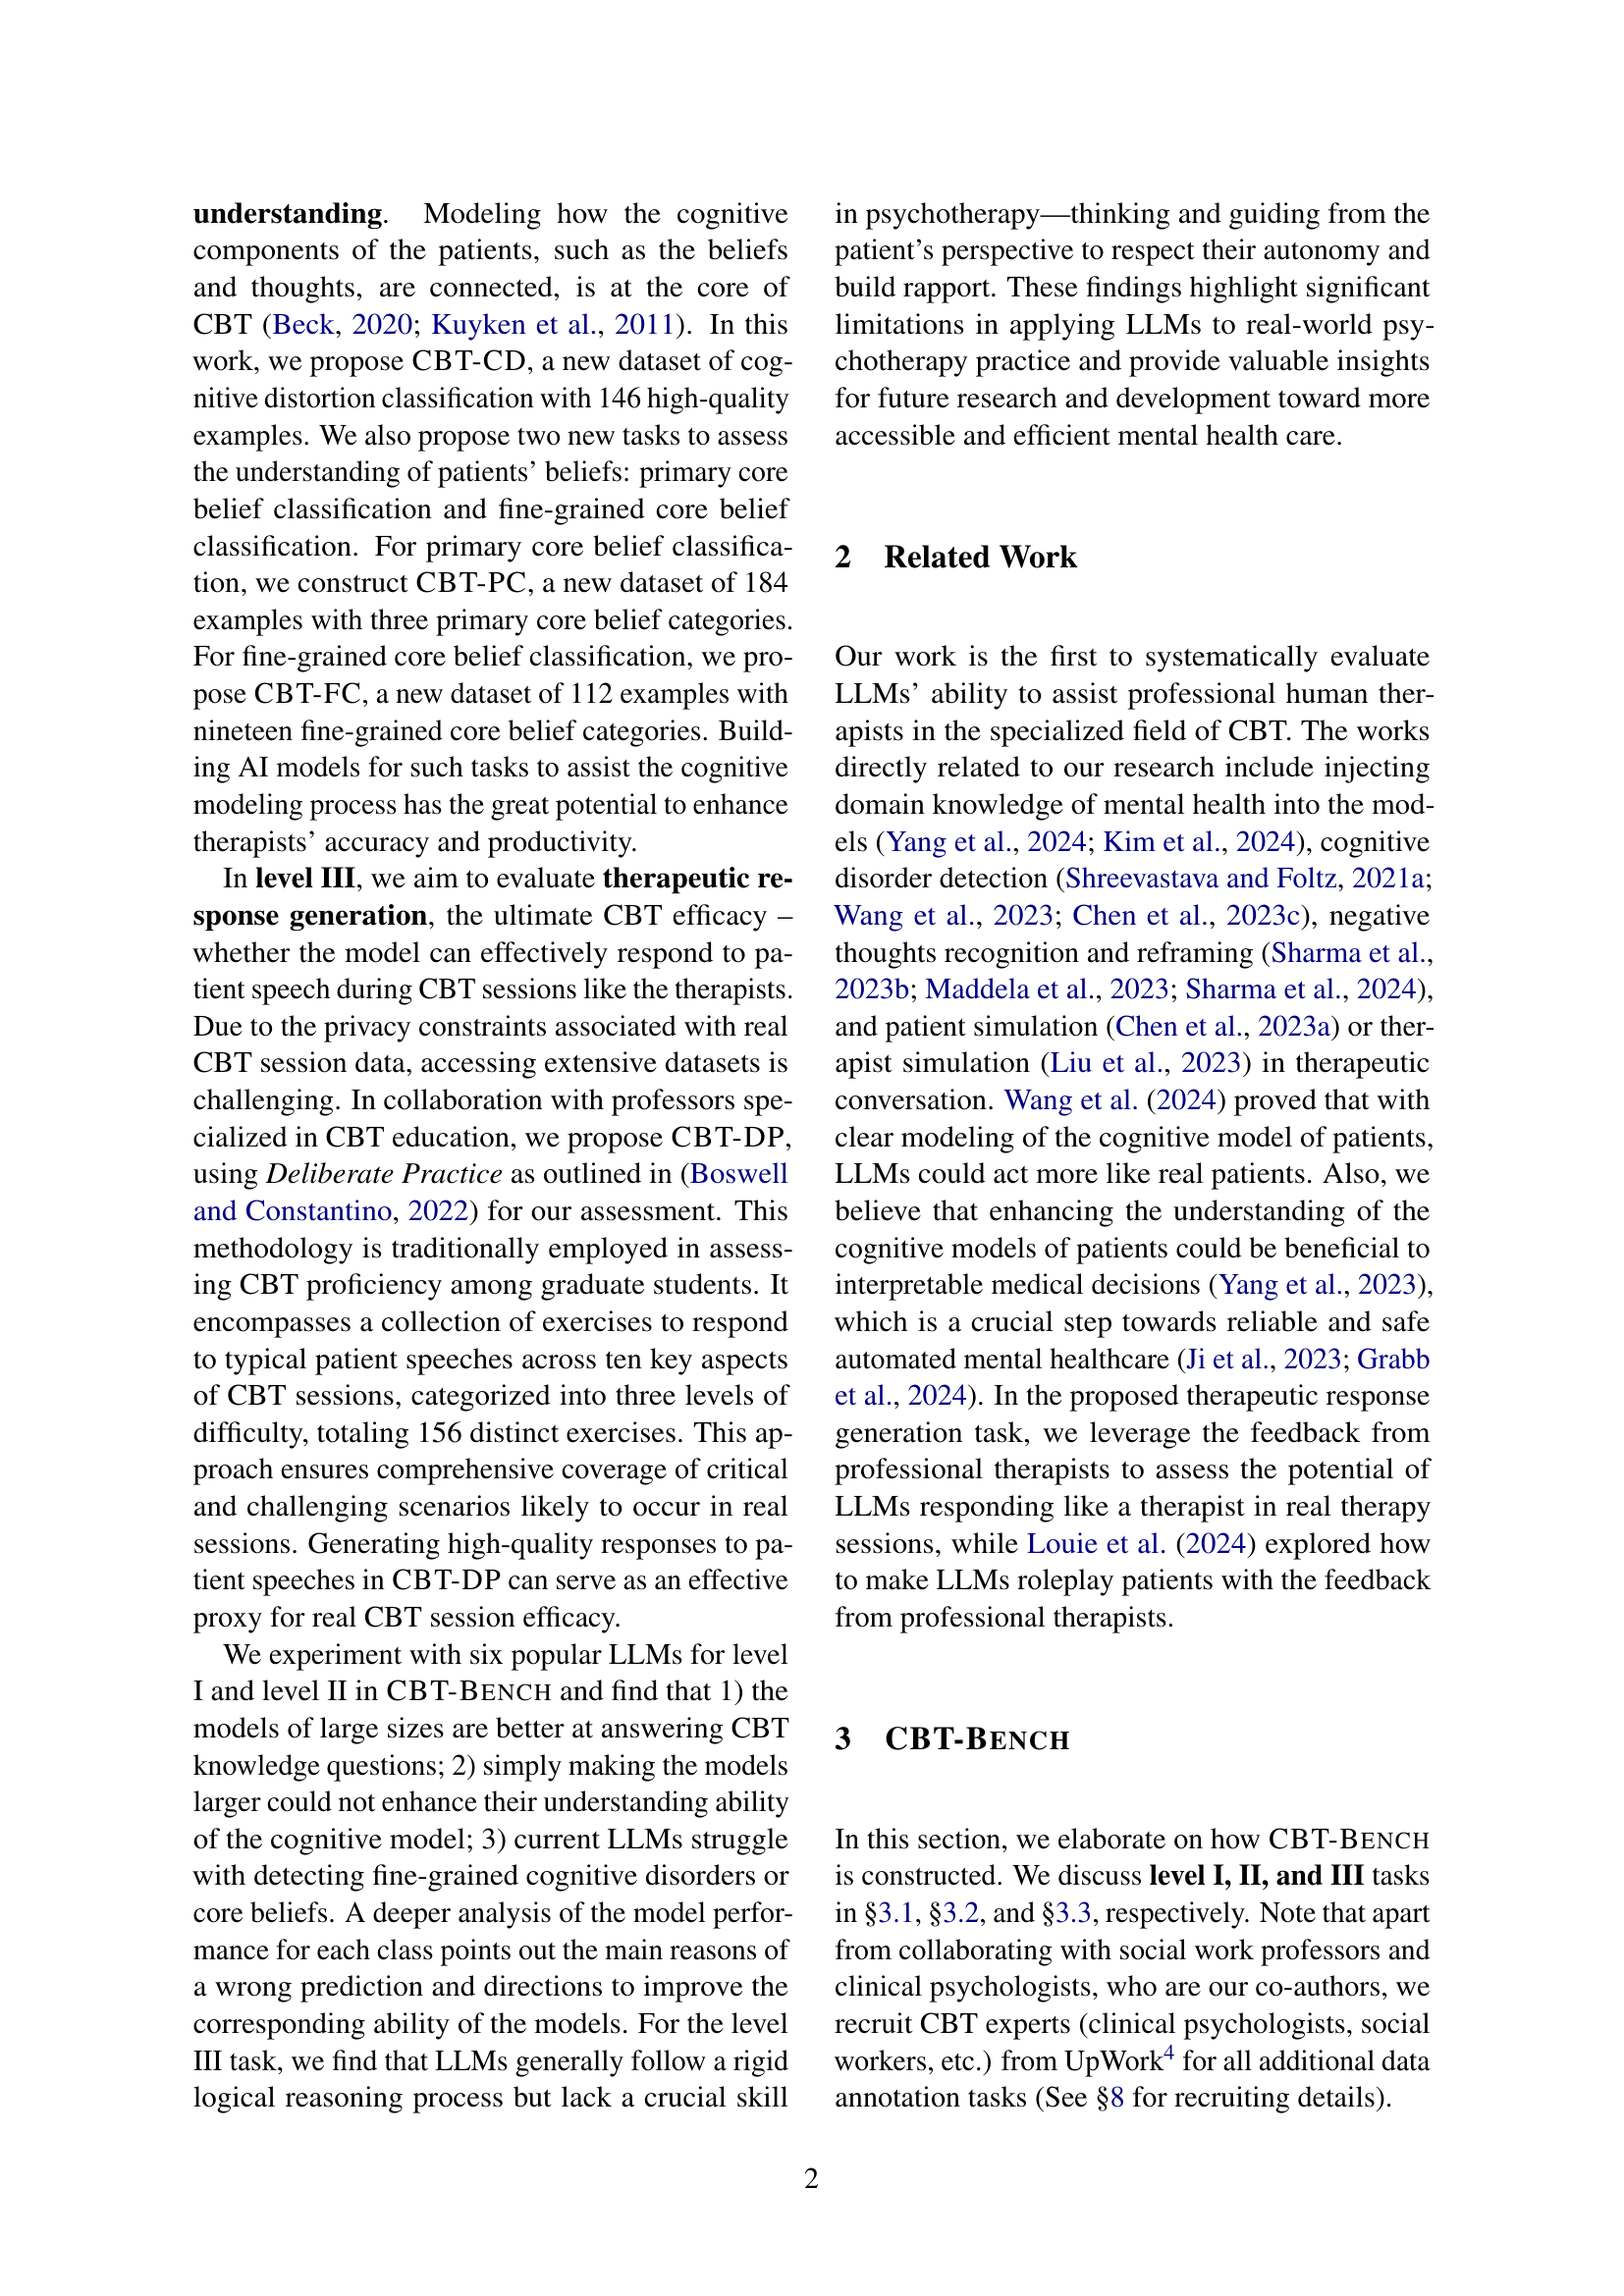 understanding. Modeling how the cognitive
components of the patients, such as the beliefs
and thoughts, are connected, is at the core of
CBT (Beck, 2020; Kuyken et al., 2011). In this
work, we propose CBT-CD, a new dataset of cog-
nitive distortion classification with 146 high-quality
examples. We also propose two new tasks to assess
the understanding of patients’ beliefs: primary core
belief classification and fine-grained core belief
classification. For primary core belief classifica-
tion, we construct CBT-PC, a new dataset of 184
examples with three primary core belief categories.
For fine-grained core belief classification, we pro-
pose CBT-FC, a new dataset of 112 examples with
nineteen fine-grained core belief categories. Build-
ing AI models for such tasks to assist the cognitive
modeling process has the great potential to enhance
therapists’ accuracy and productivity.
In level III, we aim to evaluate therapeutic re-
sponse generation, the ultimate CBT efficacy –
whether the model can effectively respond to pa-
tient speech during CBT sessions like the therapists.
Due to the privacy constraints associated with real
CBT session data, accessing extensive datasets is
challenging. In collaboration with professors spe-
cialized in CBT education, we propose CBT-DP,
using Deliberate Practice as outlined in (Boswell
and Constantino, 2022) for our assessment. This
methodology is traditionally employed in assess-
ing CBT proficiency among graduate students. It
encompasses a collection of exercises to respond
to typical patient speeches across ten key aspects
of CBT sessions, categorized into three levels of
difficulty, totaling 156 distinct exercises. This ap-
proach ensures comprehensive coverage of critical
and challenging scenarios likely to occur in real
sessions. Generating high-quality responses to pa-
tient speeches in CBT-DP can serve as an effective
proxy for real CBT session efficacy.
We experiment with six popular LLMs for level
I and level II in CBT-BENCH and find that 1) the
models of large sizes are better at answering CBT
knowledge questions; 2) simply making the models
larger could not enhance their understanding ability
of the cognitive model; 3) current LLMs struggle
with detecting fine-grained cognitive disorders or
core beliefs. A deeper analysis of the model perfor-
mance for each class points out the main reasons of
a wrong prediction and directions to improve the
corresponding ability of the models. For the level
III task, we find that LLMs generally follow a rigid
logical reasoning process but lack a crucial skill
in psychotherapy—thinking and guiding from the
patient’s perspective to respect their autonomy and
build rapport. These findings highlight significant
limitations in applying LLMs to real-world psy-
chotherapy practice and provide valuable insights
for future research and development toward more
accessible and efficient mental health care.
2 Related Work
Our work is the first to systematically evaluate
LLMs’ ability to assist professional human ther-
apists in the specialized field of CBT. The works
directly related to our research include injecting
domain knowledge of mental health into the mod-
els (Yang et al., 2024; Kim et al., 2024), cognitive
disorder detection (Shreevastava and Foltz, 2021a;
Wang et al., 2023; Chen et al., 2023c), negative
thoughts recognition and reframing (Sharma et al.,
2023b; Maddela et al., 2023; Sharma et al., 2024),
and patient simulation (Chen et al., 2023a) or ther-
apist simulation (Liu et al., 2023) in therapeutic
conversation. Wang et al. (2024) proved that with
clear modeling of the cognitive model of patients,
LLMs could act more like real patients. Also, we
believe that enhancing the understanding of the
cognitive models of patients could be beneficial to
interpretable medical decisions (Yang et al., 2023),
which is a crucial step towards reliable and safe
automated mental healthcare (Ji et al., 2023; Grabb
et al., 2024). In the proposed therapeutic response
generation task, we leverage the feedback from
professional therapists to assess the potential of
LLMs responding like a therapist in real therapy
sessions, while Louie et al. (2024) explored how
to make LLMs roleplay patients with the feedback
from professional therapists.
3 CBT-BENCH
In this section, we elaborate on how CBT-BENCH
is constructed. We discuss level I, II, and III tasks
in §3.1, §3.2, and §3.3, respectively. Note that apart
from collaborating with social work professors and
clinical psychologists, who are our co-authors, we
recruit CBT experts (clinical psychologists, social
workers, etc.) from UpWork4 for all additional data
annotation tasks (See §8 for recruiting details).
2